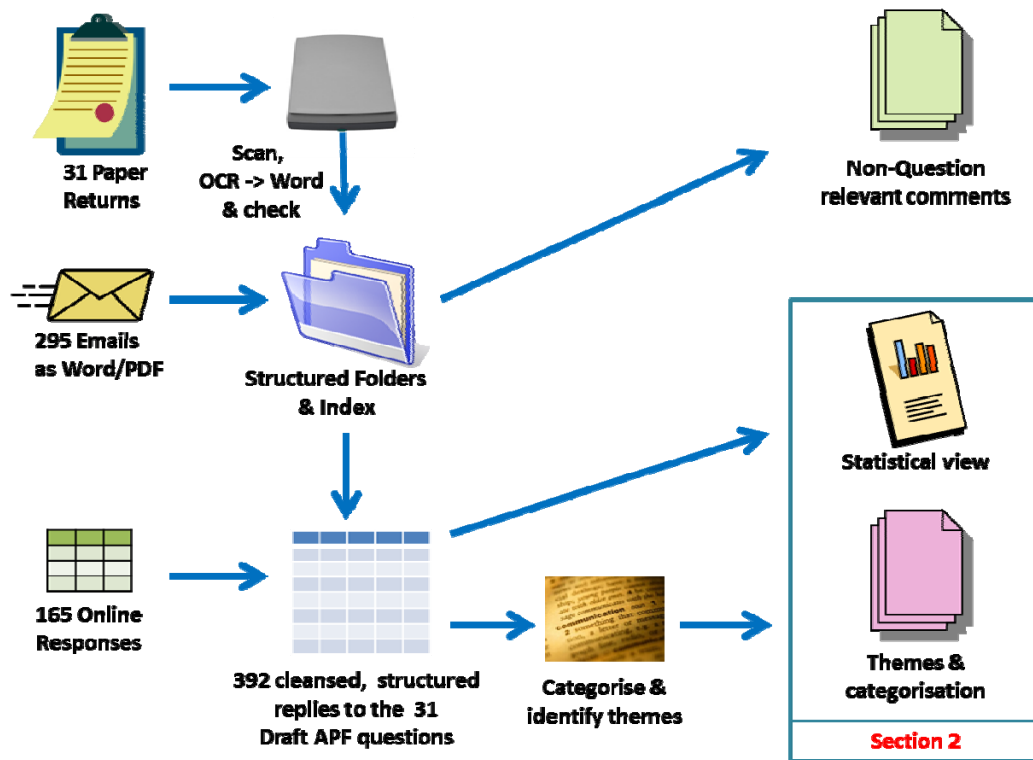 31 Paper
Returns
Scan,
OCR -> Word
& check
Non-Question
relevant comments
295 Emails
as Word/PDF
Structured Folders
& Index
Statistical view
165 Online
Responses
392 cleansed, structured
replies to the 31
Draft APF questions
communication
Categorise &
identify themes
Themes &
categorisation
Section 2